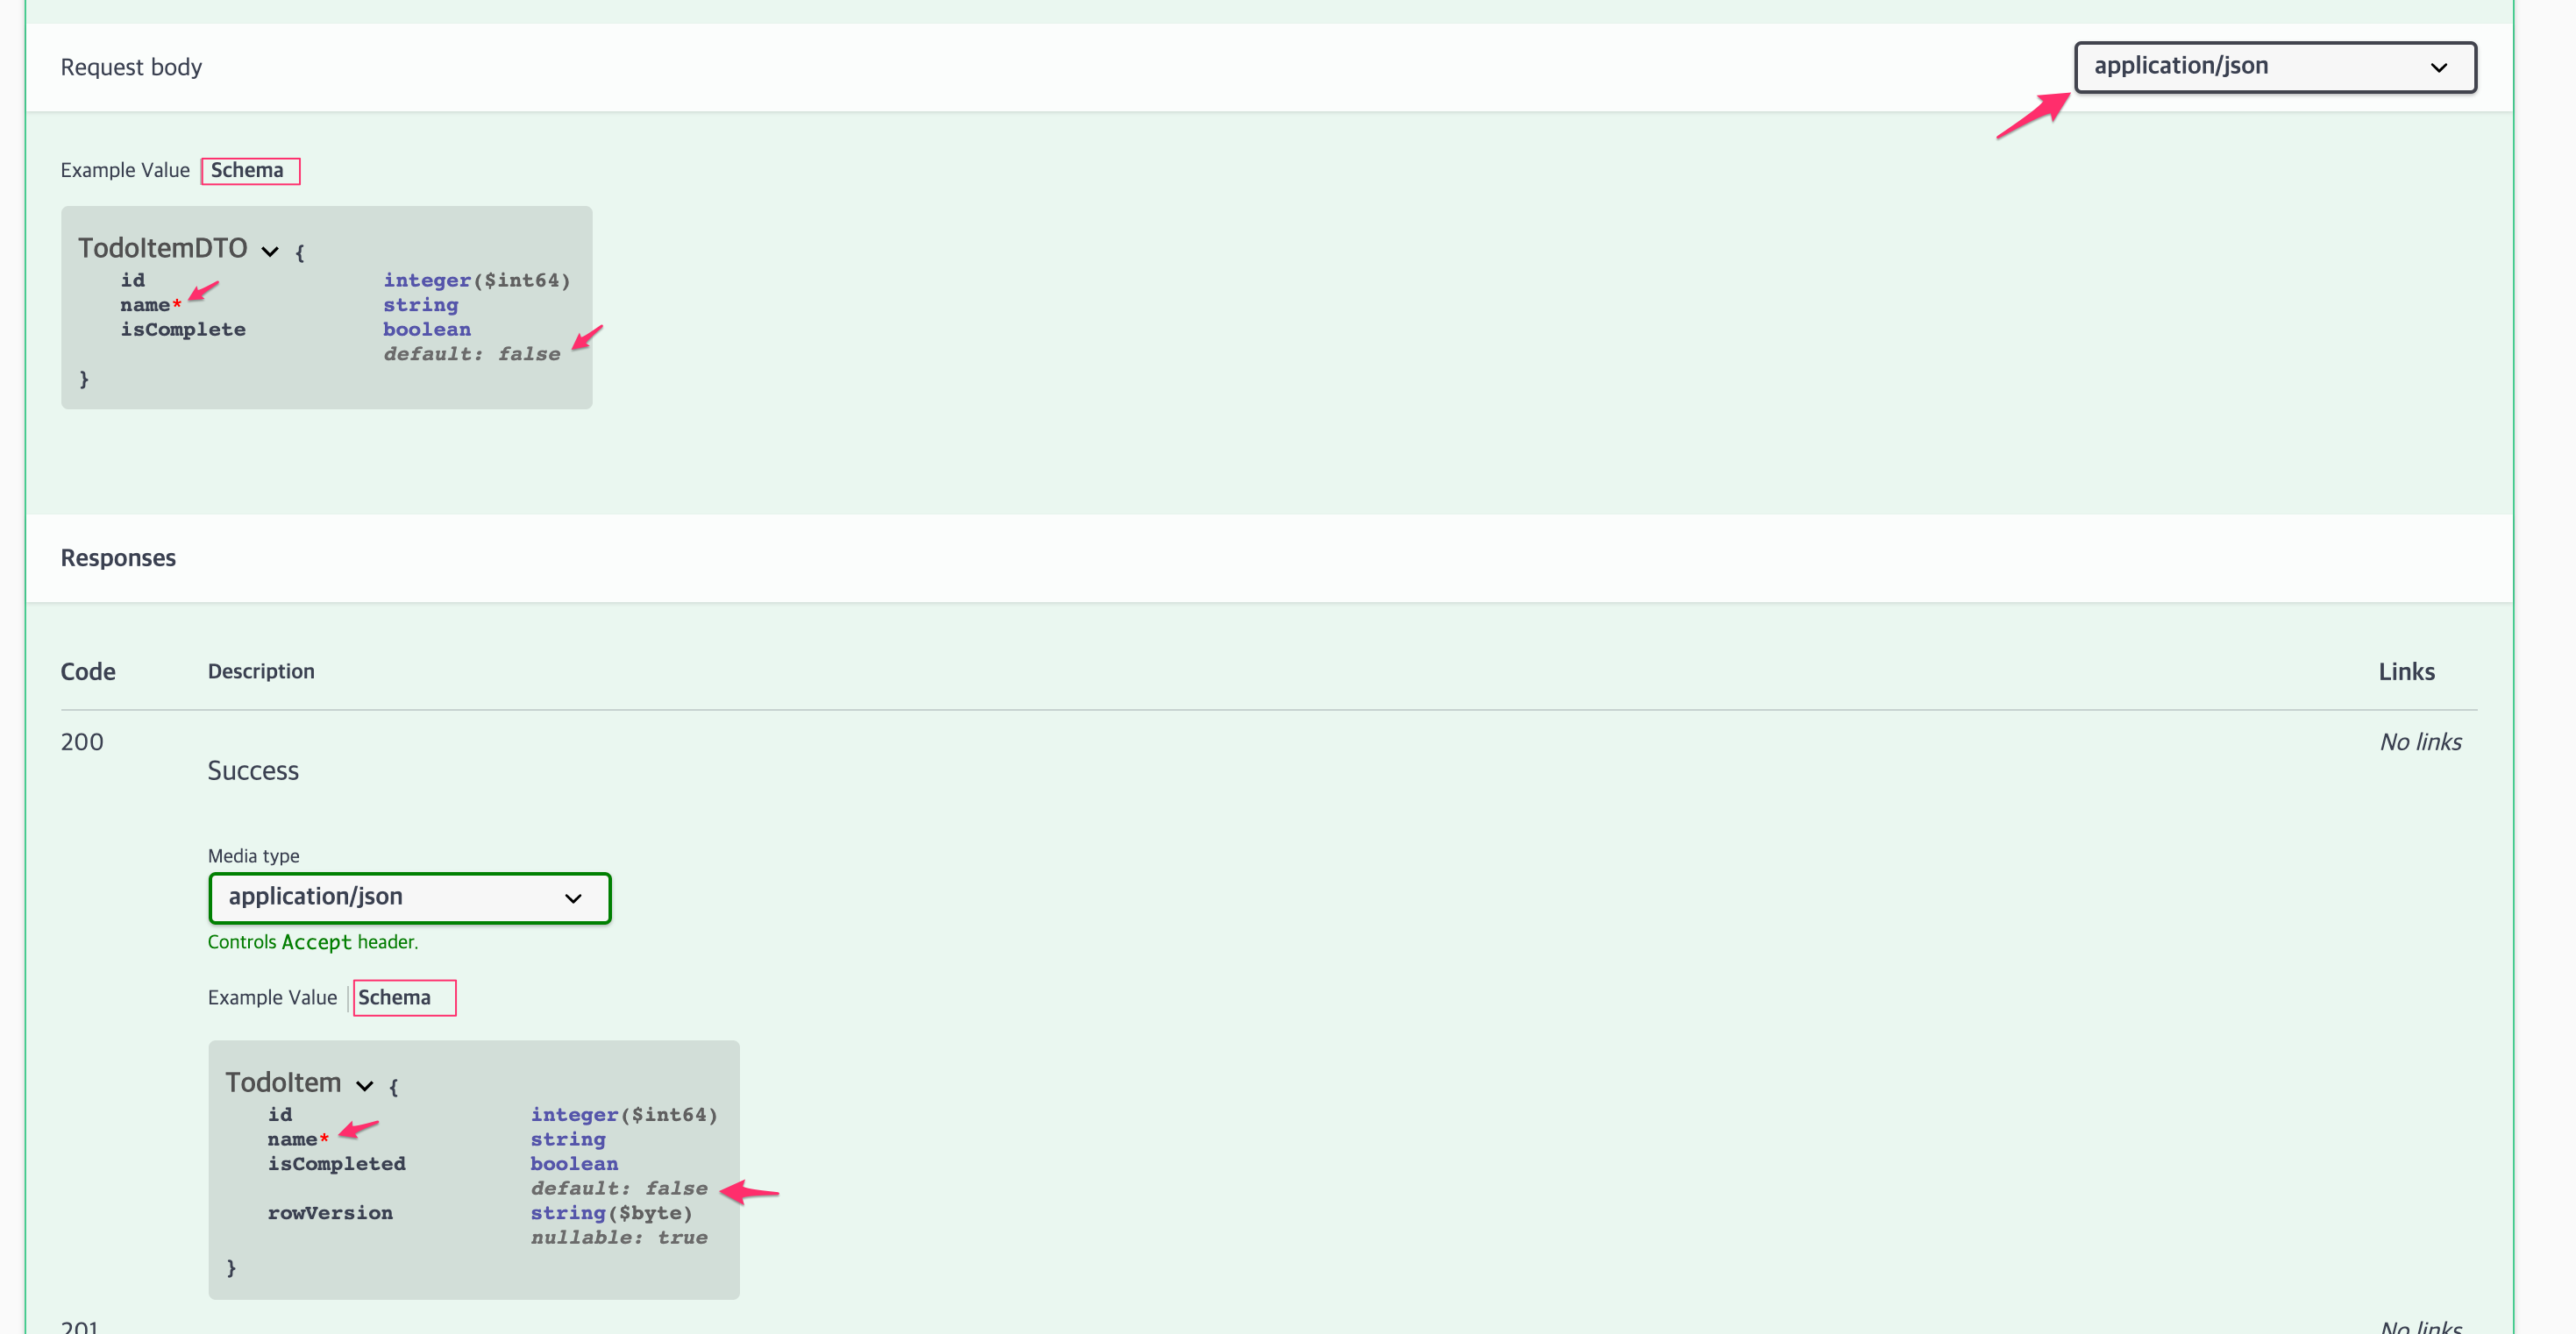 Request body
application/json
Example Value Schema
TodoItemDTO {
id integer($int64)
name* string
isComplete boolean
default: false
}
Responses
Code Description Links
200 No links
Success
Media type
application/json
Controls Accept header.
Example Value Schema
TodoItem {
id integer($int64)
name* string
isCompleted boolean
default: false
rowVersion string($byte)
nullable: true
}
201 No links